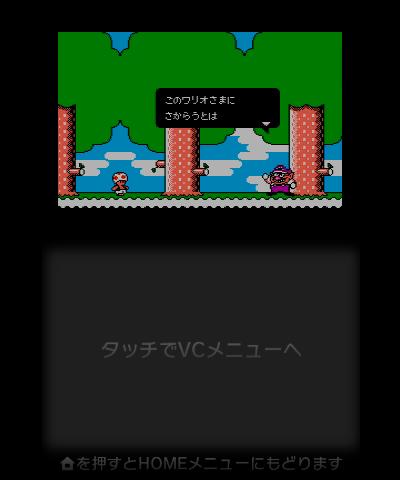 このワリオさまに
さからうとは
タッチでVCメニューへ
を押すとHOMEメニューにもどります